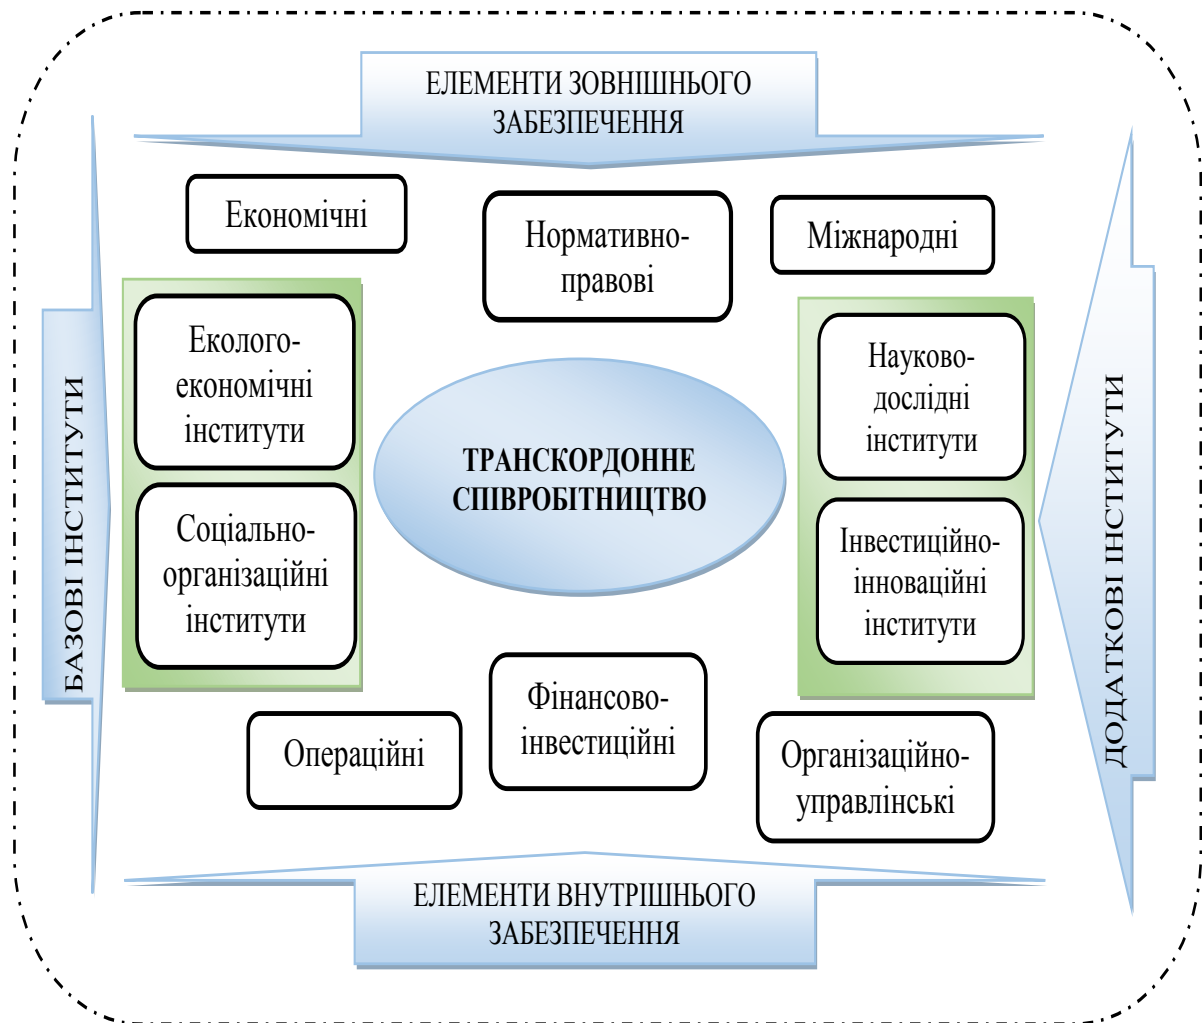 ЕЛЕМЕНТИ ЗОВНІШНЬОГО
ЗАБЕЗПЕЧЕННЯ
Економічні
Нормативно-
правові
Міжнародні
БАЗОВІ ІНСТИТУТИ
Еколого-
економічні
інститути
Соціально-
організаційні
інститути
ТРАНСКОРДОННЕ
СПІВРОБІТНИЦТВО
Науково-
дослідні
інститути
Інвестиційно-
інноваційні
інститути
ДОДАТКОВІ ІНСТИТУТИ
Операційні
Фінансово-
інвестиційні
Організаційно-
управлінські
ЕЛЕМЕНТИ ВНУТРІШНЬОГО
ЗАБЕЗПЕЧЕННЯ